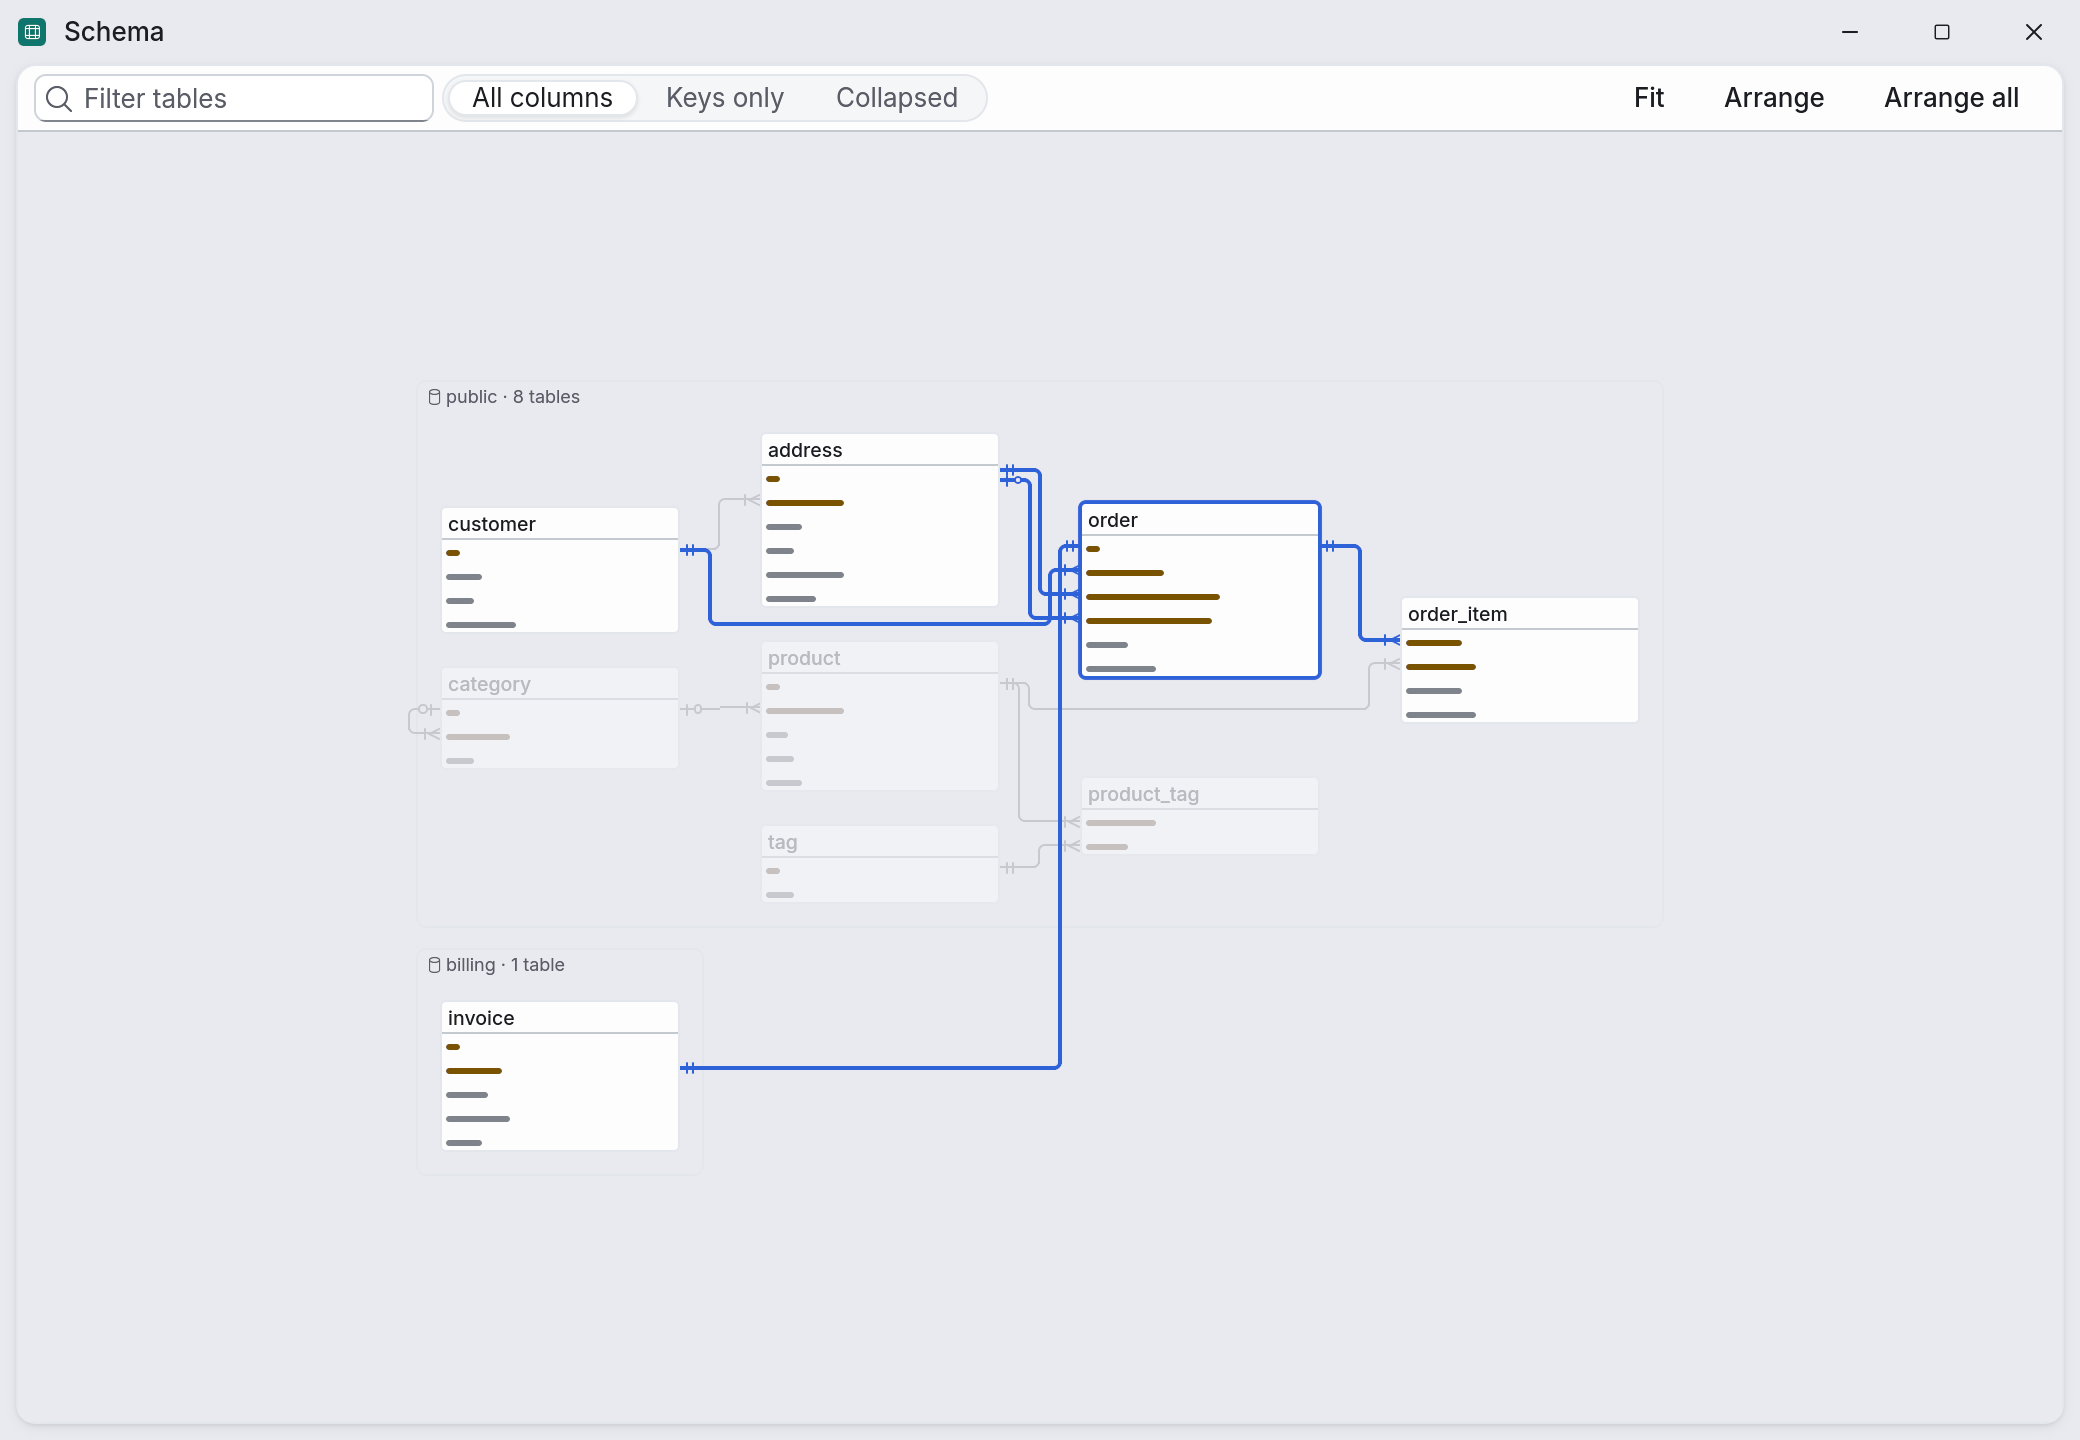 Schema
Filter tables
All columns
Keys only
Collapsed
Fit
Arrange
Arrange all
public · 8 tables
address
customer
order
order_item
product
category
product_tag
tag
billing · 1 table
invoice